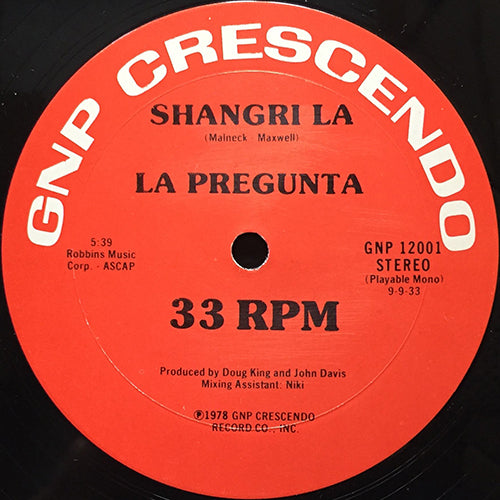 GNP CRESCENDO
SHANGRI LA
(Malneck - Maxwell)
LA PREGUNTA
5:39
Robbins Music
Corp. - ASCAP
GNP 12001
STEREO
(Playable Mono)
9-9-33
33 RPM
Produced by Doug King and John Davis
Mixing Assistant: Niki
℗1978 GNP CRESCENDO
RECORD CO., INC.